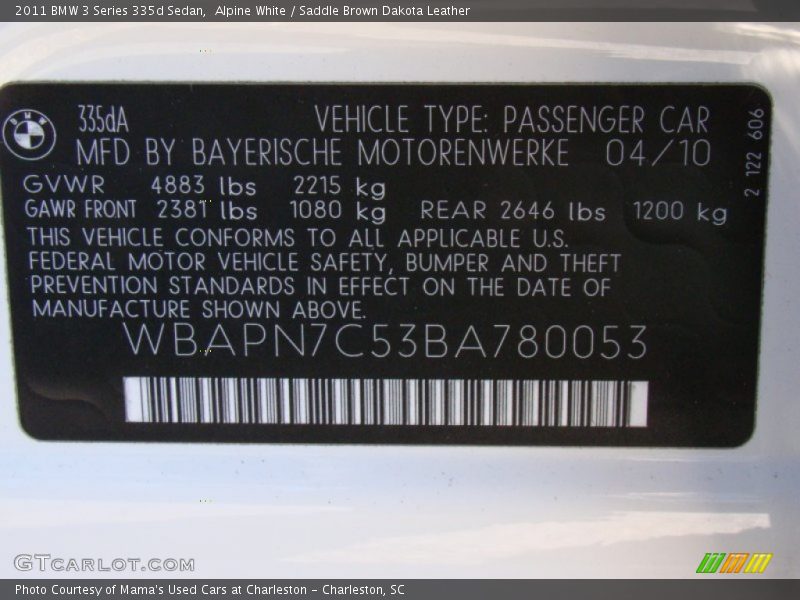 2011 BMW 3 Series 335d Sedan,  Alpine White / Saddle Brown Dakota Leather
BMW
335dA VEHICLE TYPE: PASSENGER CAR
MFD BY BAYERISCHE MOTORENWERKE 04/10
GVWR 4883 lbs 2215 kg
GAWR FRONT 2381 lbs 1080 kg REAR 2646 lbs 1200 kg
THIS VEHICLE CONFORMS TO ALL APPLICABLE U.S.
FEDERAL MOTOR VEHICLE SAFETY, BUMPER AND THEFT
PREVENTION STANDARDS IN EFFECT ON THE DATE OF
MANUFACTURE SHOWN ABOVE.
WBAPN7C53BA780053
2 122 606
GTCARLOT.COM
Photo Courtesy of Mama's Used Cars at Charleston - Charleston, SC